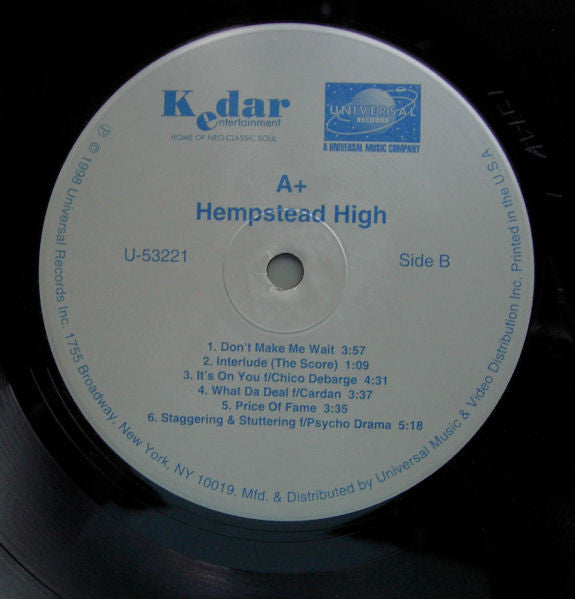 Kedar
entertainment
HOME OF NEO-CLASSIC SOUL
UNIVERSAL
RECORDS
A UNIVERSAL MUSIC COMPANY
A+
Hempstead High
U-53221
Side B
1. Don't Make Me Wait 3:57
2. Interlude (The Score) 1:09
3. It's On You f/Chico Debarge 4:31
4. What Da Deal f/Cardan 3:37
5. Price Of Fame 3:35
6. Staggering & Stuttering f/Psycho Drama 5:18
℗ © 1998 Universal Records Inc. 1755 Broadway, New York, NY 10019. Mfd. & Distributed by Universal Music & Video Distribution Inc. Printed in the U.S.A.